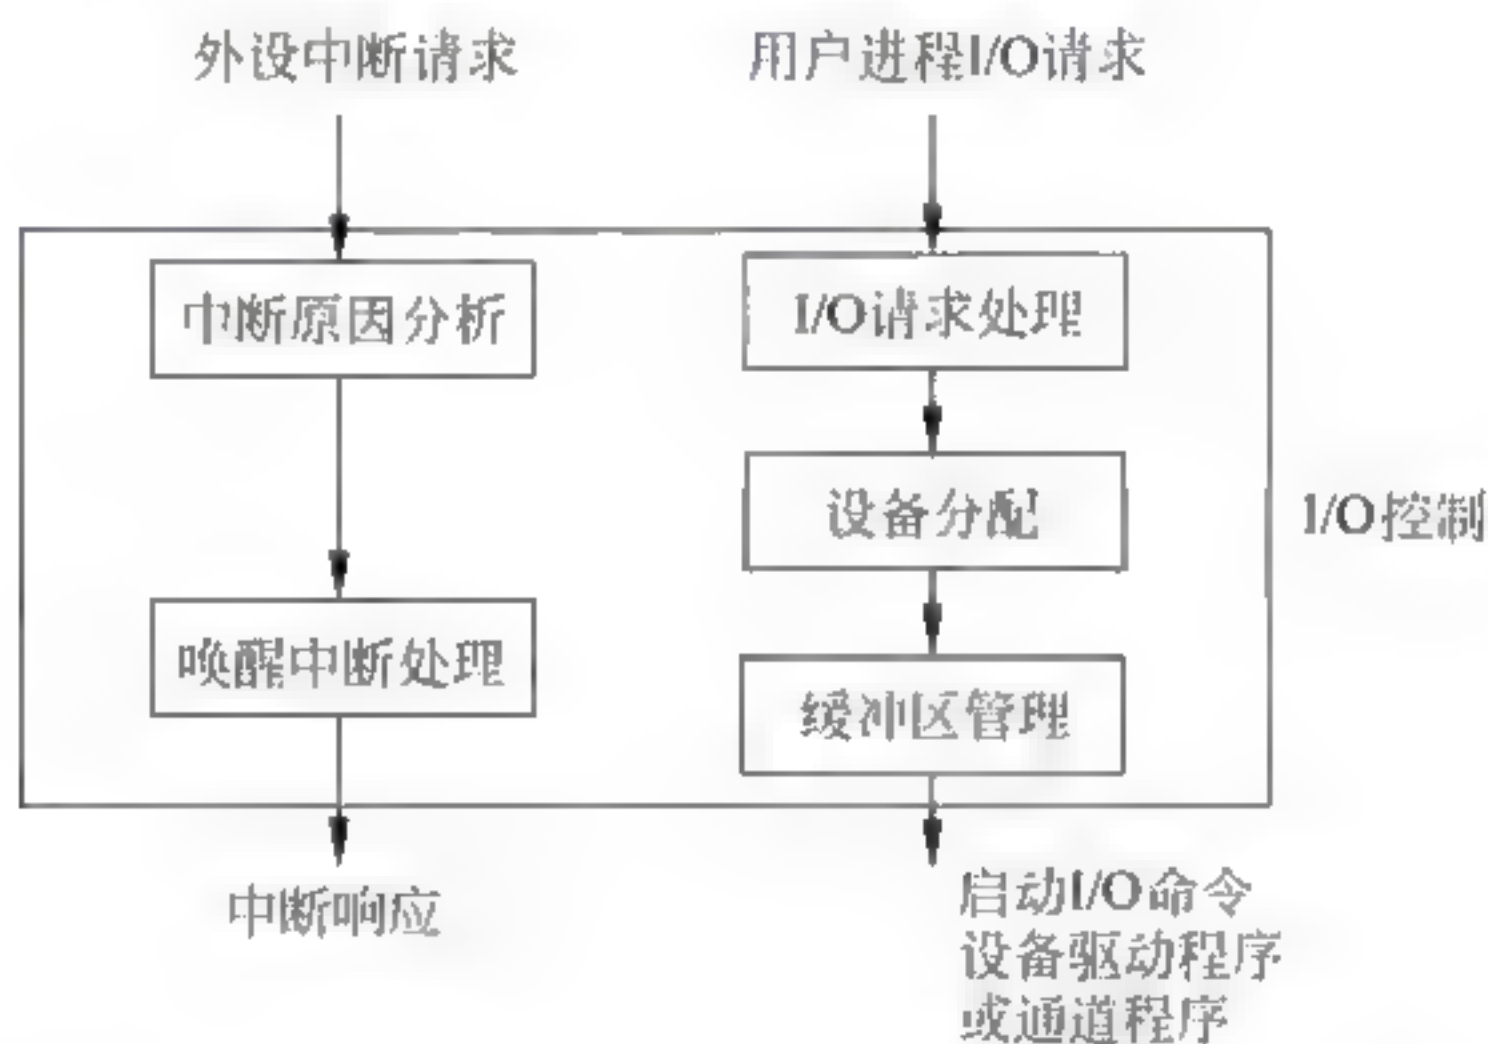 外设中断请求
用户进程I/O请求
中断原因分析
I/O请求处理
设备分配
I/O控制
唤醒中断处理
缓冲区管理
中断响应
启动I/O命令
设备驱动程序
或通道程序